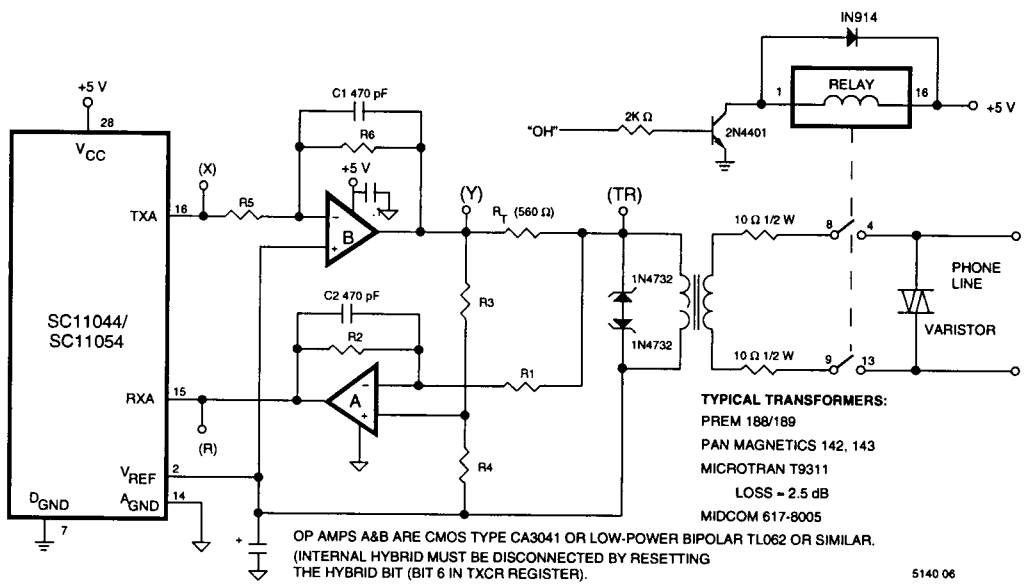 IN914
RELAY
1
16
+5 V
"OH"
2K Ω
2N4401
+5 V
28
VCC
C1 470 pF
R6
+5 V
.1
(X)
TXA
16
R5
−
B
+
(Y)
RT (560 Ω)
(TR)
10 Ω 1/2 W
8
4
PHONE
LINE
VARISTOR
1N4732
1N4732
R3
C2 470 pF
R2
SC11044/
SC11054
10 Ω 1/2 W
9
13
RXA
15
(R)
−
A
+
R1
R4
VREF
2
AGND
14
DGND
7
+
TYPICAL TRANSFORMERS:
PREM 188/189
PAN MAGNETICS 142, 143
MICROTRAN T9311
LOSS = 2.5 dB
MIDCOM 617-8005
OP AMPS A&B ARE CMOS TYPE CA3041 OR LOW-POWER BIPOLAR TL062 OR SIMILAR.
(INTERNAL HYBRID MUST BE DISCONNECTED BY RESETTING
THE HYBRID BIT (BIT 6 IN TXCR REGISTER).
5140 06